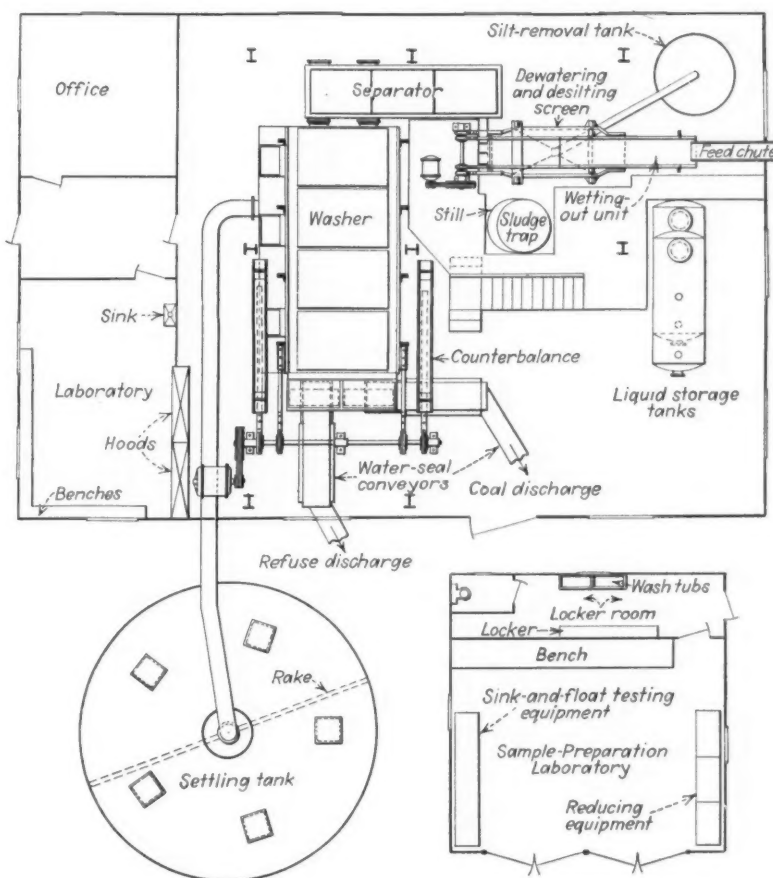 Silt-removal tank
Office
Separator
Dewatering
and desilting
screen
Feed chute
Washer
Still
Sludge
trap
Wetting-
out unit
Sink
Counterbalance
Laboratory
Liquid storage
tanks
Hoods
Water-seal
conveyors
Coal discharge
Benches
Refuse discharge
Wash tubs
Locker room
Locker
Bench
Rake
Sink-and-float testing
equipment
Sample-Preparation
Laboratory
Settling tank
Reducing
equipment